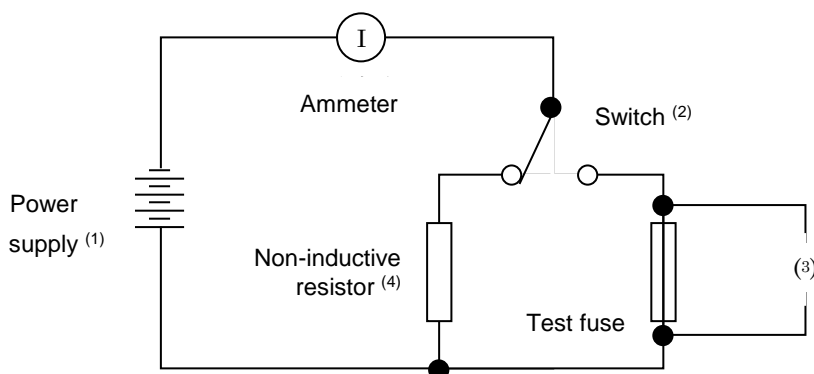 I
Ammeter
Switch (2)
Power
supply (1)
Non-inductive
resistor (4)
(3)
Test fuse